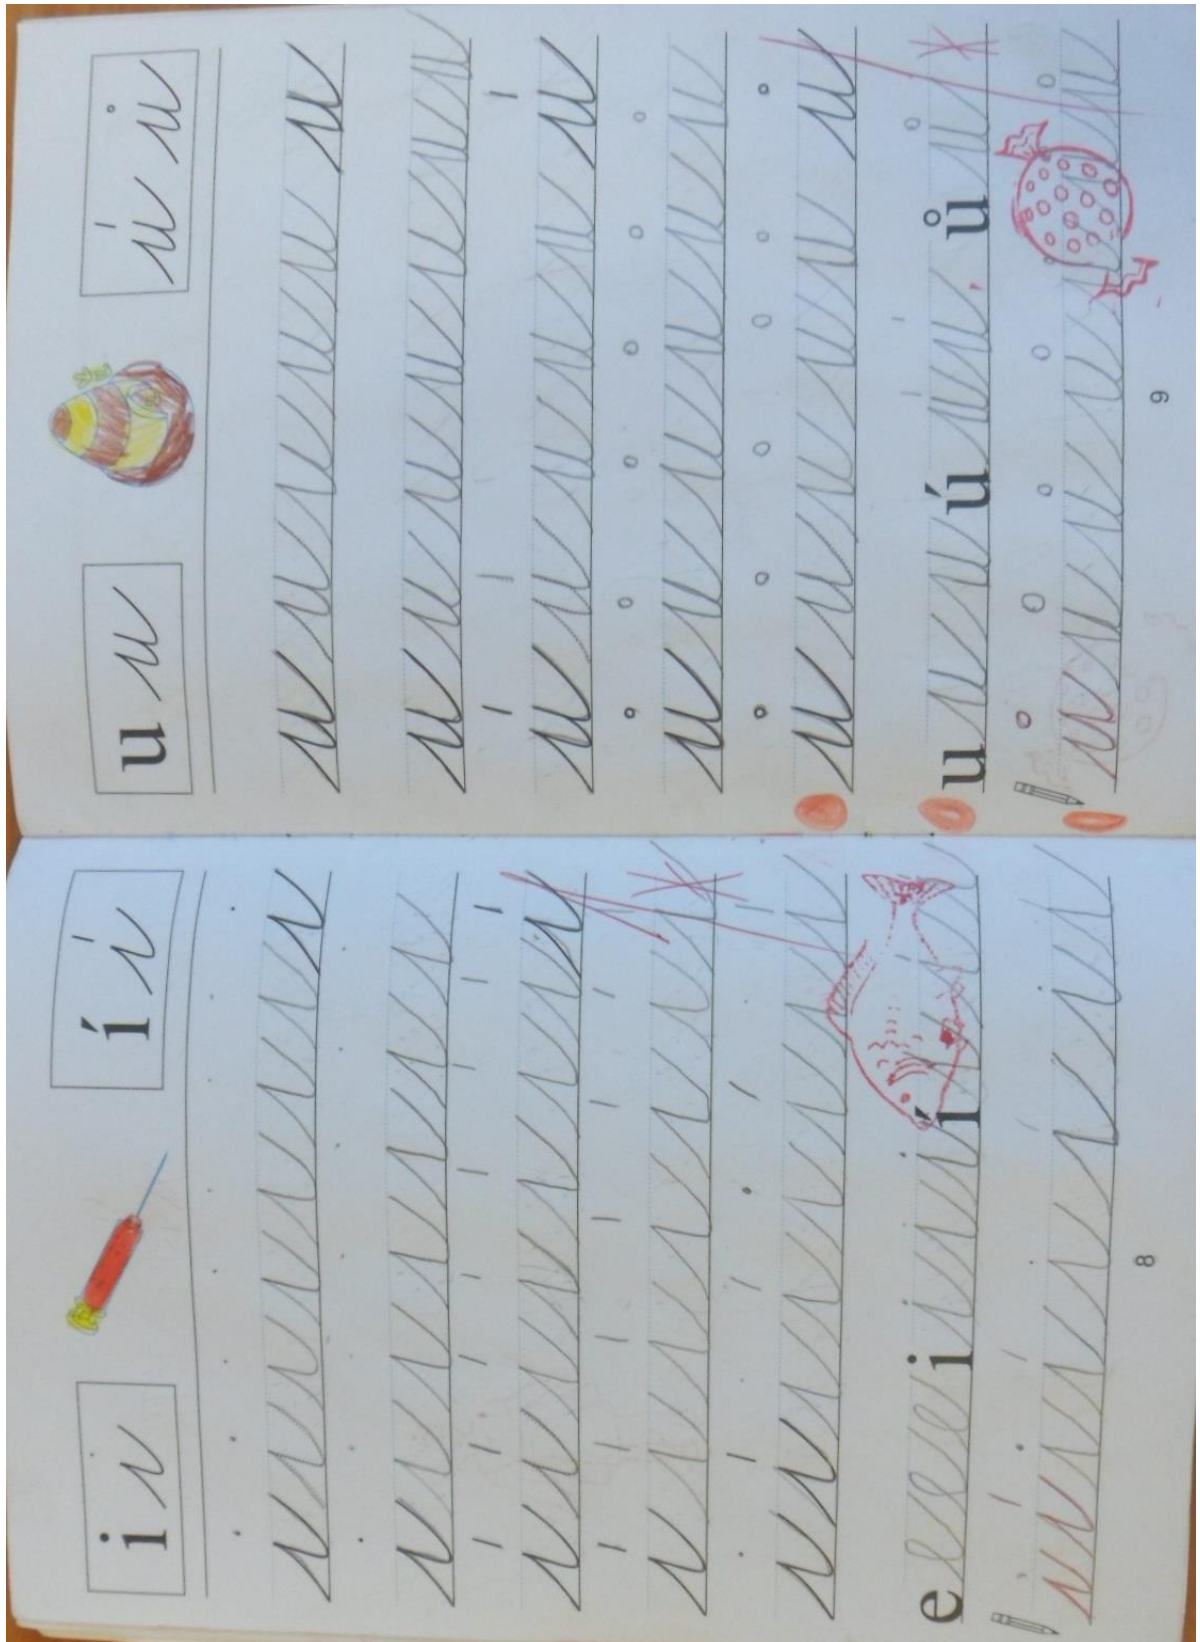 i i í í
i i i i i i i i
i i i i i i i
í í í í í í í í
í í í í í í í
i í i í i í i í
e e e e e i i i i í í í
i í i í i í i í
8
u u ú ů
u u u u u u
u u u u u u u
ú ú ú ú ú ú
ů ů ů ů ů ů
ů ů ů ů ů ů
u u u u ú ú ú ů ů
ů ů ů ů ů ů
9